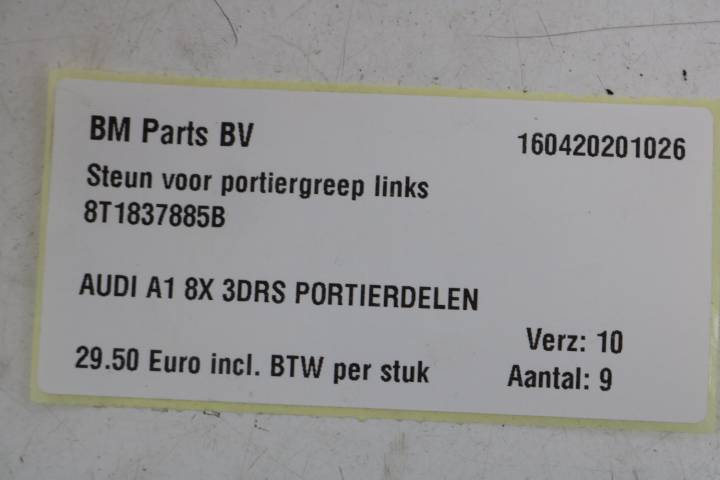 BM Parts BV 160420201026
Steun voor portiergreep links
8T1837885B
AUDI A1 8X 3DRS PORTIERDELEN
Verz: 10
29.50 Euro incl. BTW per stuk Aantal: 9